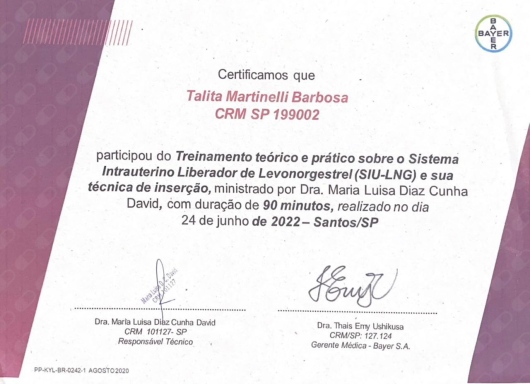 BAYER
BAYER
Certificamos que
Talita Martinelli Barbosa
CRM SP 199002
participou do Treinamento teórico e prático sobre o Sistema
Intrauterino Liberador de Levonorgestrel (SIU-LNG) e sua
técnica de inserção, ministrado por Dra. Maria Luisa Diaz Cunha
David, com duração de 90 minutos, realizado no dia
24 de junho de 2022 – Santos/SP
Dra. Maria Luisa Diaz Cunha David
CRM 101127- SP
Responsável Técnico
Dra. Thais Emy Ushikusa
CRM/SP: 127.124
Gerente Médica - Bayer S.A.
PP-KYL-BR-0242-1 AGOSTO2020